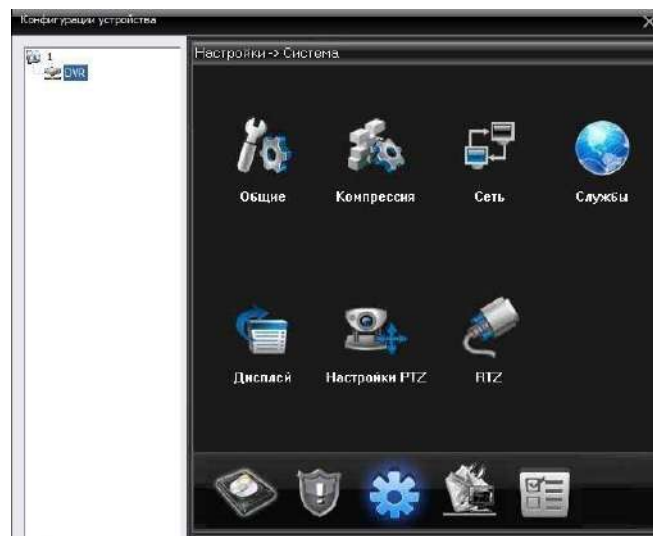 Конфигурации устройства
1
DVR
Настройки -> Система
Общие
Компрессия
Сеть
Службы
Дисплей
Настройки PTZ
RTZ